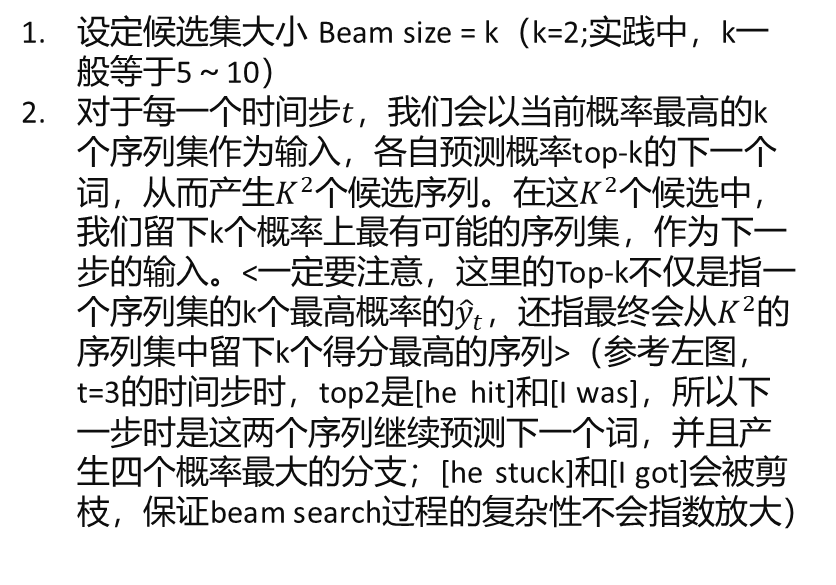 1. 设定候选集大小 Beam size = k（k=2;实践中，k一
般等于5 ~ 10）
2. 对于每一个时间步t，我们会以当前概率最高的k
个序列集作为输入，各自预测概率top-k的下一个
词，从而产生K²个候选序列。在这K²个候选中，
我们留下k个概率上最有可能的序列集，作为下一
步的输入。<一定要注意，这里的Top-k不仅是指一
个序列集的k个最高概率的ŷₜ，还指最终会从K²的
序列集中留下k个得分最高的序列>（参考左图，
t=3的时间步时，top2是[he hit]和[I was]，所以下
一步时是这两个序列继续预测下一个词，并且产
生四个概率最大的分支；[he stuck]和[I got]会被剪
枝，保证beam search过程的复杂性不会指数放大）